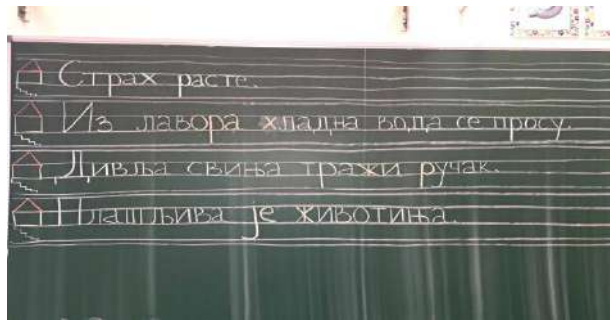 Страх расте.
Из лавора хладна вода се просу.
Дивља свиња тражи ручак.
Плашљива је животиња.